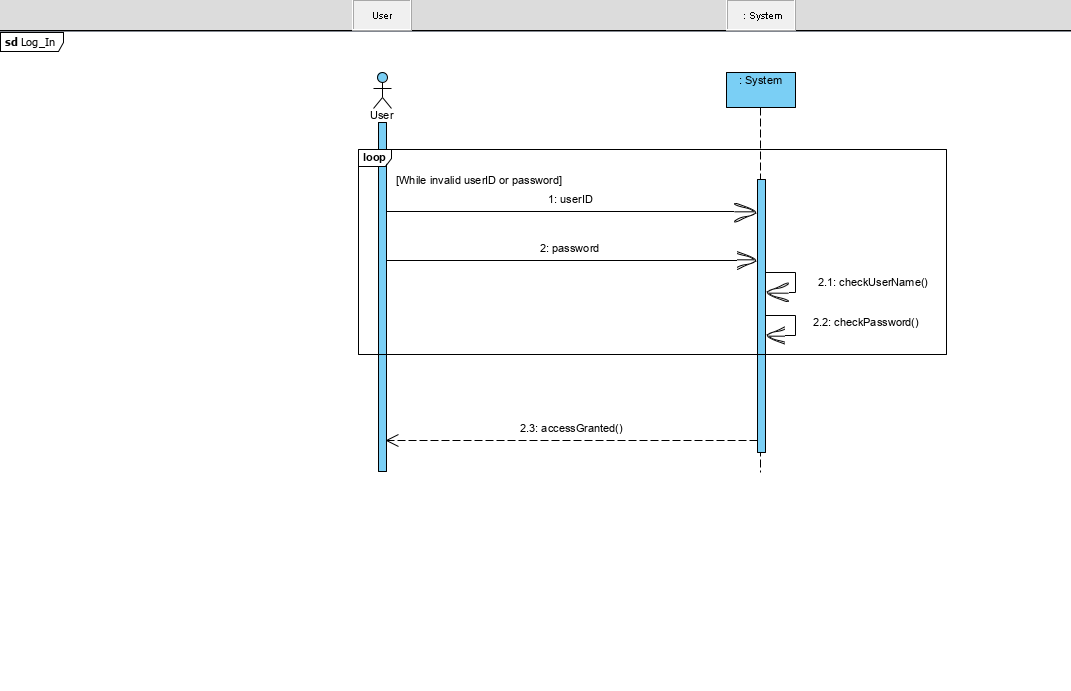 User
: System
sd Log_In
: System
User
loop
[While invalid userID or password]
1: userID
2: password
2.1: checkUserName()
2.2: checkPassword()
2.3: accessGranted()